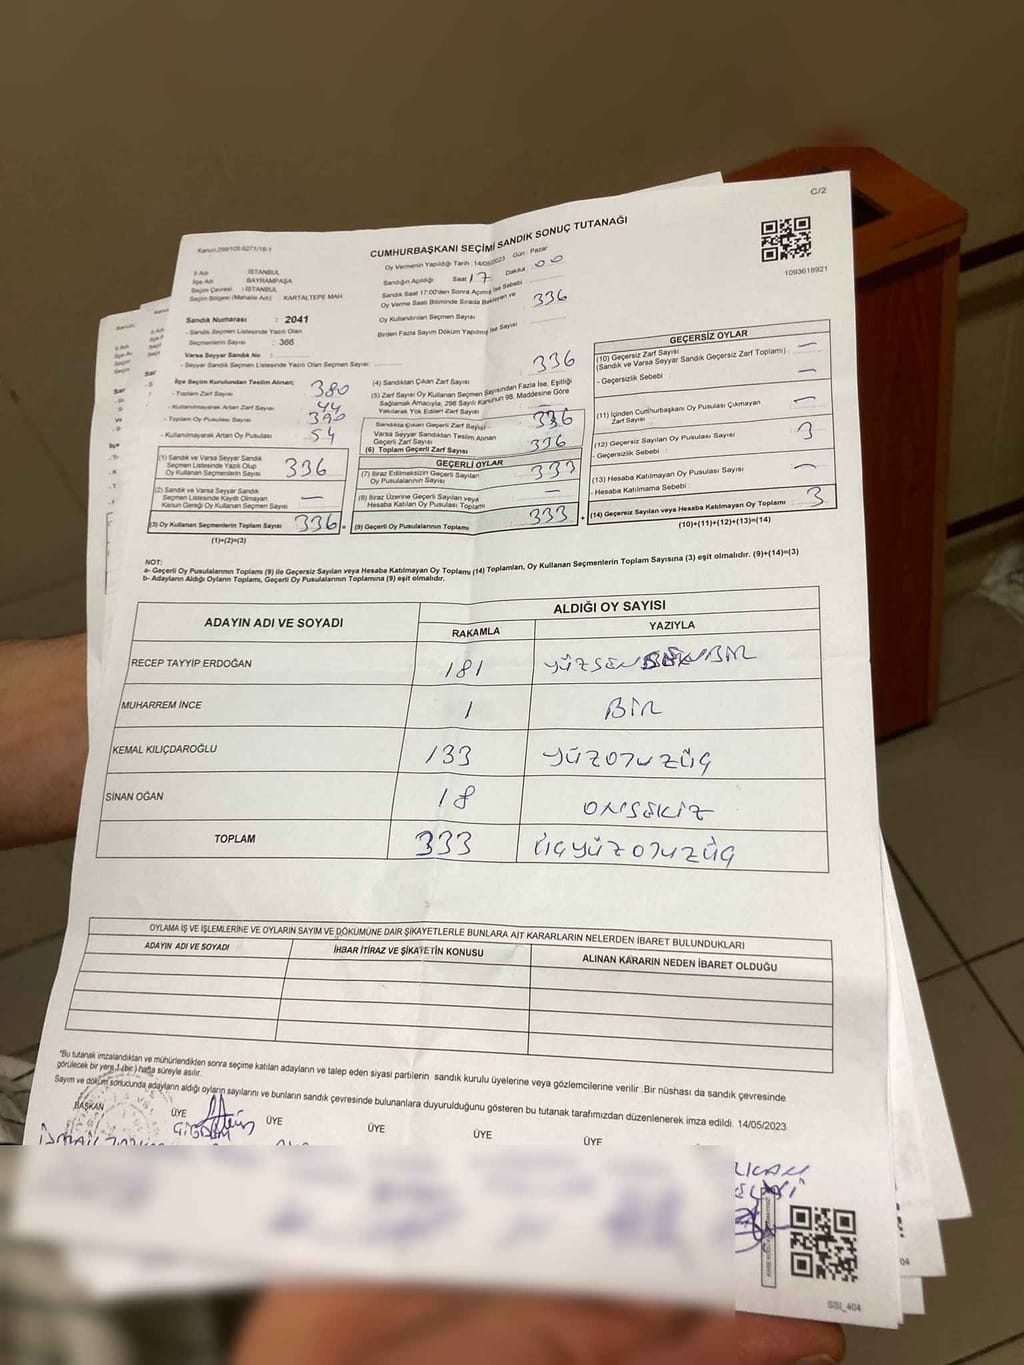 C/2
Kanun:298/105:6271/16-1
CUMHURBAŞKANI SEÇİMİ SANDIK SONUÇ TUTANAĞI
1093618921
İl Adı : İSTANBUL
İlçe Adı : BAYRAMPAŞA
Seçim Çevresi : İSTANBUL
Seçim Bölgesi (Mahalle Adı) : KARTALTEPE MAH
Sandık Numarası : 2041
- Sandık Seçmen Listesinde Yazılı Olan
Seçmenlerin Sayısı : 366
Varsa Seyyar Sandık No :
- Seyyar Sandık Seçmen Listesinde Yazılı Olan Seçmen Sayısı:
Oy Vermenin Yapıldığı Tarih : 14/05/2023 Gün : Pazar
Sandığın Açıldığı Saat 17 Dakika : 00
Sandık Saat 17:00'den Sonra Açılmış İse Sebebi :
Oy Verme Saati Bitiminde Sırada Bekleyen ve
Oy Kullandırılan Seçmen Sayısı 336
Birden Fazla Sayım Döküm Yapılmış İse Sayısı :
İlçe Seçim Kurulundan Teslim Alınan;
- Toplam Zarf Sayısı 380
- Kullanılmayarak Artan Zarf Sayısı 44
- Toplam Oy Pusulası Sayısı 390
- Kullanılmayarak Artan Oy Pusulası 54
(1) Sandık ve Varsa Seyyar Sandık
Seçmen Listesinde Yazılı Olup
Oy Kullanan Seçmenlerin Sayısı 336
(2) Sandık ve Varsa Seyyar Sandık
Seçmen Listesinde Kayıtlı Olmayan
Kanun Gereği Oy Kullanan Seçmen Sayısı —
(3) Oy Kullanan Seçmenlerin Toplam Sayısı 336 =
(1)+(2)=(3)
(4) Sandıktan Çıkan Zarf Sayısı 336
(5) Zarf Sayısı Oy Kullanan Seçmen Sayısından Fazla İse, Eşitliği
Sağlamak Amacıyla, 298 Sayılı Kanunun 98. Maddesine Göre
Yakılarak Yok Edilen Zarf Sayısı
Sandıkta Çıkan Geçerli Zarf Sayısı 336
Varsa Seyyar Sandıktan Teslim Alınan
Geçerli Zarf Sayısı
(6) Toplam Geçerli Zarf Sayısı 336
GEÇERLİ OYLAR
(7) İtiraz Edilmeksizin Geçerli Sayılan
Oy Pusulalarının Sayısı 333
(8) İtiraz Üzerine Geçerli Sayılan veya
Hesaba Katılan Oy Pusulası Toplamı —
(9) Geçerli Oy Pusulalarının Toplamı 333 +
GEÇERSİZ OYLAR
(10) Geçersiz Zarf Sayısı
(Sandık ve Varsa Seyyar Sandık Geçersiz Zarf Toplamı) : —
- Geçersizlik Sebebi : —
(11) İçinden Cumhurbaşkanı Oy Pusulası Çıkmayan
Zarf Sayısı —
(12) Geçersiz Sayılan Oy Pusulası Sayısı 3
- Geçersizlik Sebebi :
(13) Hesaba Katılmayan Oy Pusulası Sayısı —
- Hesaba Katılmama Sebebi :
(14) Geçersiz Sayılan veya Hesaba Katılmayan Oy Toplamı : 3
(10)+(11)+(12)+(13)=(14)
NOT:
a- Geçerli Oy Pusulalarının Toplamı (9) ile Geçersiz Sayılan veya Hesaba Katılmayan Oy Toplamı (14) Toplamları, Oy Kullanan Seçmenlerin Toplam Sayısına (3) eşit olmalıdır. (9)+(14)=(3)
b- Adayların Aldığı Oyların Toplamı, Geçerli Oy Pusulalarının Toplamına (9) eşit olmalıdır.
ADAYIN ADI VE SOYADI
ALDIĞI OY SAYISI
RAKAMLA YAZIYLA
RECEP TAYYİP ERDOĞAN 181 YÜZSEKSENBİR
MUHARREM İNCE 1 BİR
KEMAL KILIÇDAROĞLU 133 YÜZOTUZÜÇ
SİNAN OĞAN 18 ONSEKİZ
TOPLAM 333 ÜÇYÜZOTUZÜÇ
OYLAMA İŞ VE İŞLEMLERİNE VE OYLARIN SAYIM VE DÖKÜMÜNE DAİR ŞİKAYETLERLE BUNLARA AİT KARARLARIN NELERDEN İBARET BULUNDUKLARI
ADAYIN ADI VE SOYADI İHBAR İTİRAZ VE ŞİKAYETİN KONUSU ALINAN KARARIN NEDEN İBARET OLDUĞU
*Bu tutanak imzalandıktan ve mühürlendikten sonra seçime katılan adayların ve talep eden siyasi partilerin sandık kurulu üyelerine veya gözlemcilerine verilir .Bir nüshası da sandık çevresinde
görülecek bir yere 1 (bir ) hafta süreyle asılır.
Sayım ve döküm sonucunda adayların aldığı oyların sayılarını ve bunların sandık çevresinde bulunanlara duyurulduğunu gösteren bu tutanak tarafımızdan düzenlenerek imza edildi. 14/05/2023
BAŞKAN ÜYE ÜYE ÜYE ÜYE ÜYE
SSI_404